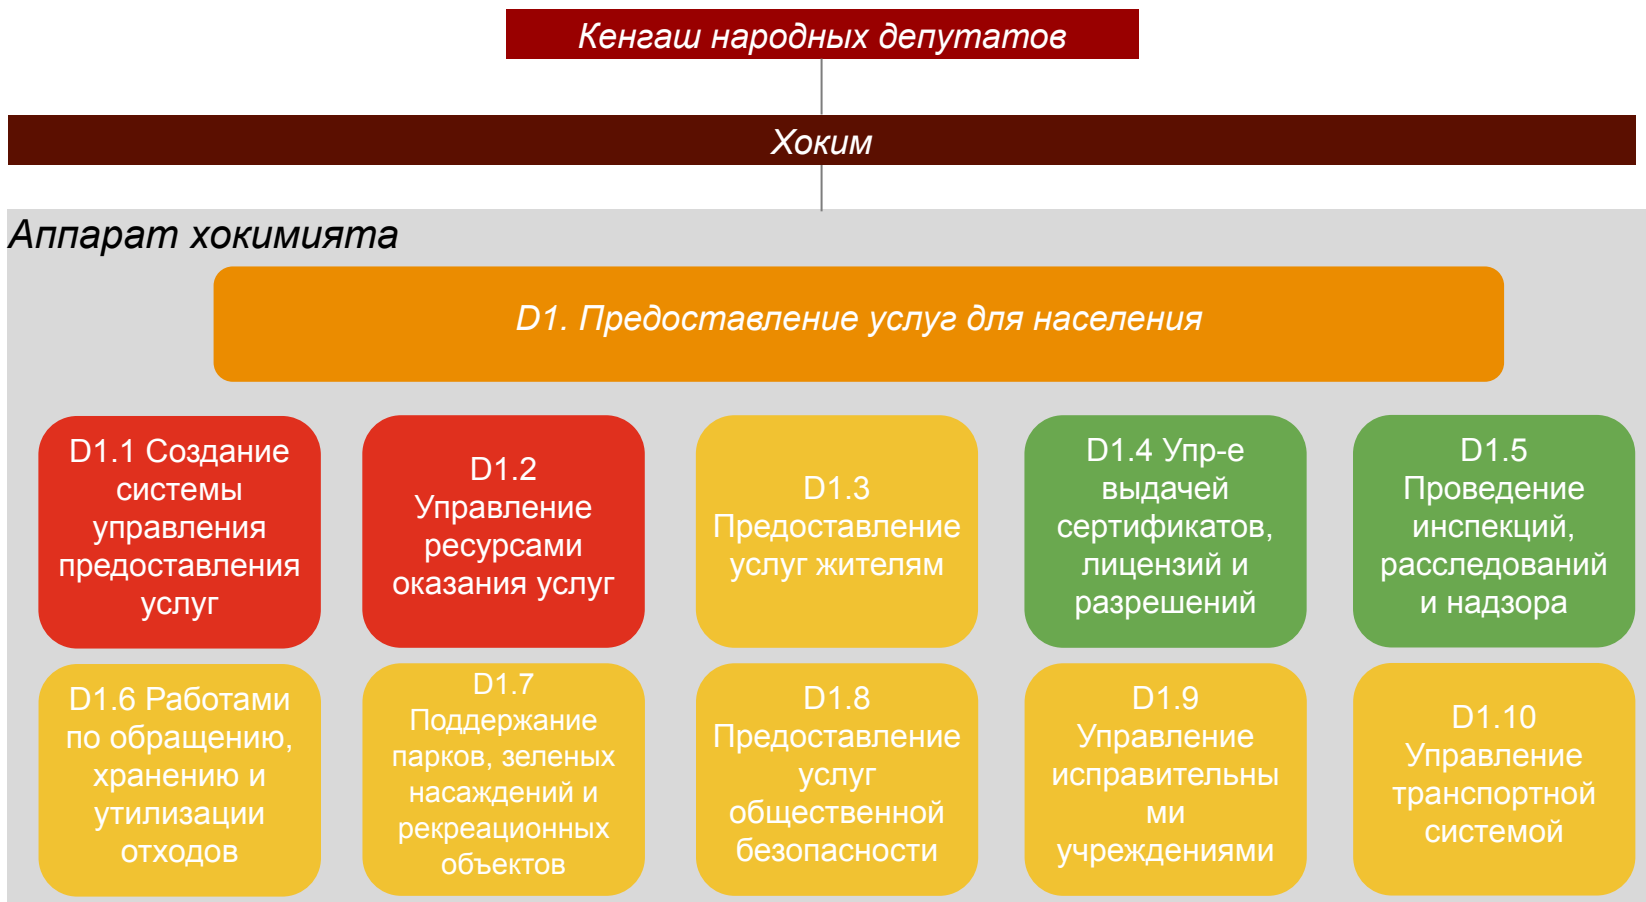 Кенгаш народных депутатов
Хоким
Аппарат хокимията
D1. Предоставление услуг для населения
D1.1 Создание
системы
управления
предоставления
услуг
D1.2
Управление
ресурсами
оказания услуг
D1.3
Предоставление
услуг жителям
D1.4 Упр-е
выдачей
сертификатов,
лицензий и
разрешений
D1.5
Проведение
инспекций,
расследований
и надзора
D1.6 Работами
по обращению,
хранению и
утилизации
отходов
D1.7
Поддержание
парков, зеленых
насаждений и
рекреационных
объектов
D1.8
Предоставление
услуг
общественной
безопасности
D1.9
Управление
исправительны
ми
учреждениями
D1.10
Управление
транспортной
системой